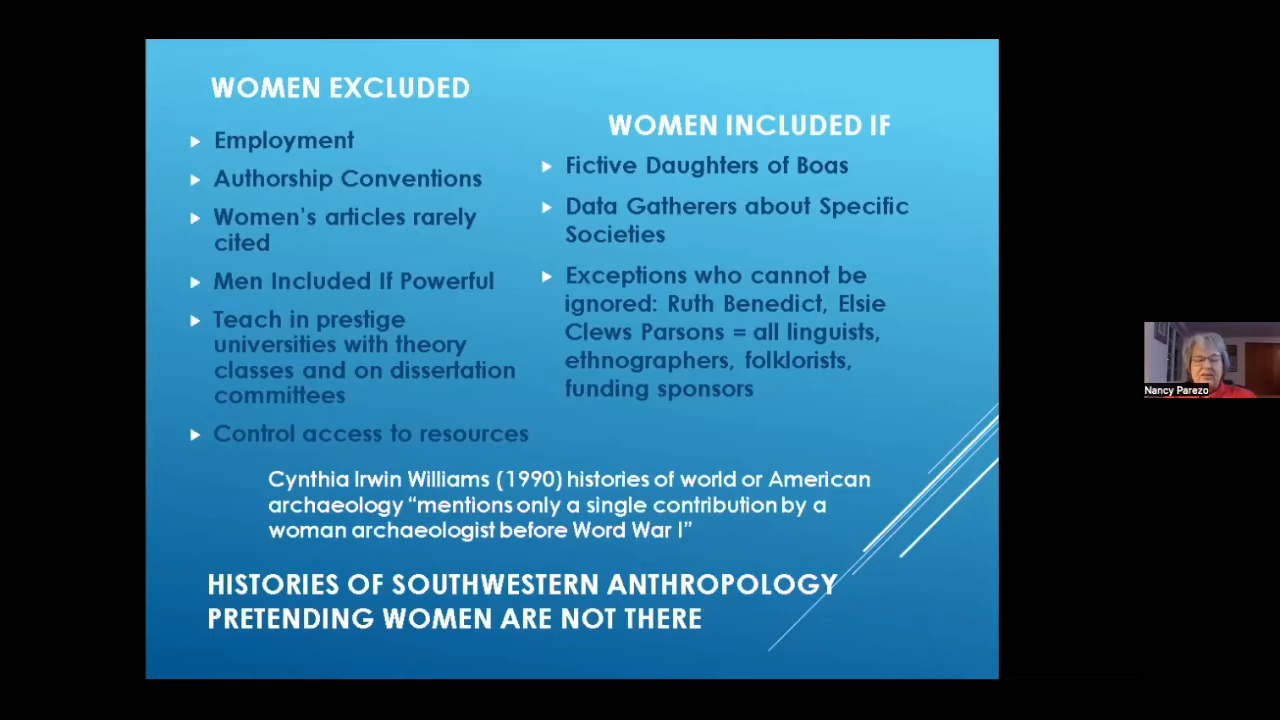 WOMEN EXCLUDED
Employment
Authorship Conventions
Women's articles rarely
cited
Men Included If Powerful
Teach in prestige
universities with theory
classes and on dissertation
committees
Control access to resources
WOMEN INCLUDED IF
Fictive Daughters of Boas
Data Gatherers about Specific
Societies
Exceptions who cannot be
ignored: Ruth Benedict, Elsie
Clews Parsons = all linguists,
ethnographers, folklorists,
funding sponsors
Cynthia Irwin Williams (1990) histories of world or American
archaeology “mentions only a single contribution by a
woman archaeologist before Word War I”
HISTORIES OF SOUTHWESTERN ANTHROPOLOGY
PRETENDING WOMEN ARE NOT THERE
Nancy Parezo